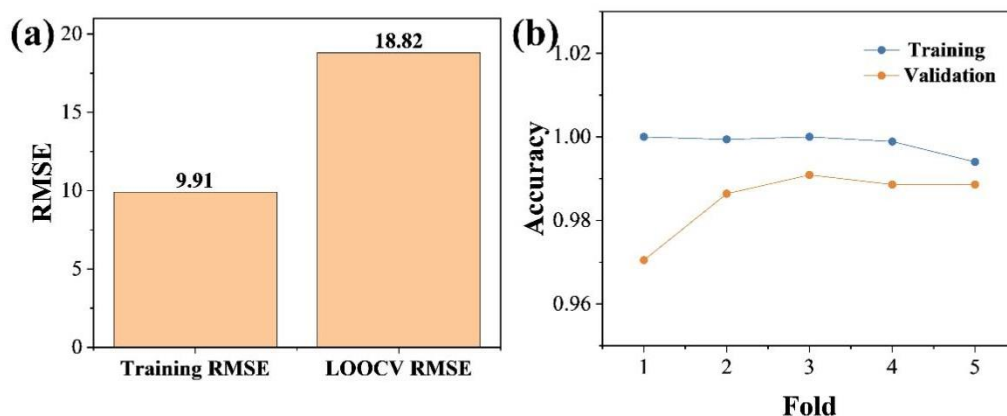 (a)
RMSE
20
15
10
5
0
9.91
18.82
Training RMSE
LOOCV RMSE
(b)
Accuracy
1.02
1.00
0.98
0.96
Training
Validation
1 2 3 4 5
Fold